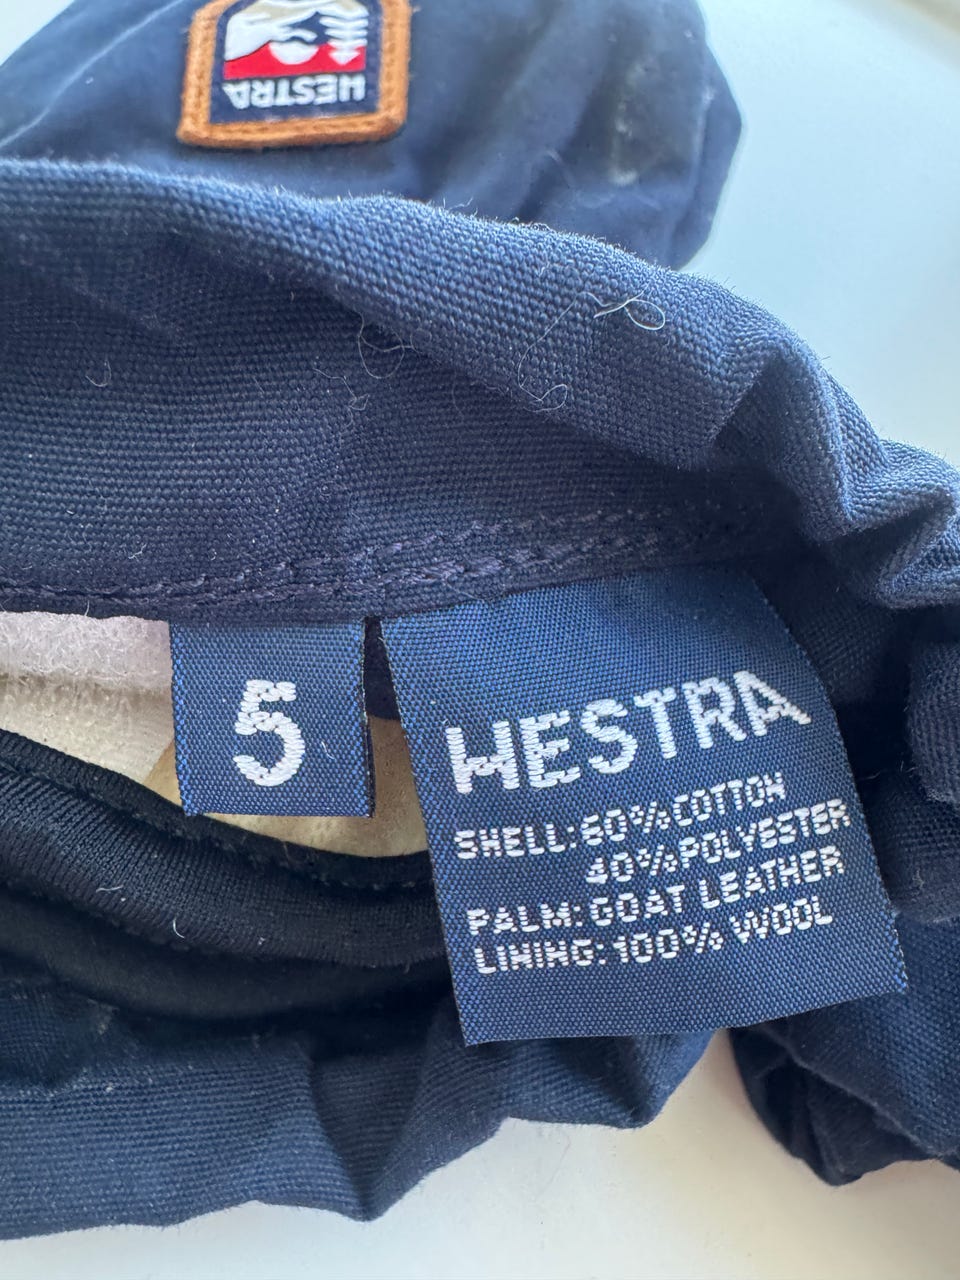 HESTRA
5
HESTRA
SHELL: 60% COTTON
40% POLYESTER
PALM: GOAT LEATHER
LINING: 100% WOOL